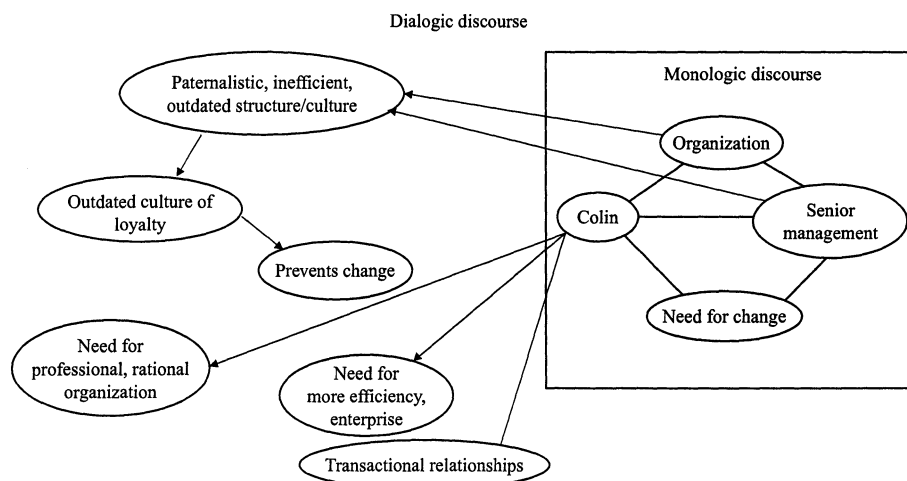 Dialogic discourse
Monologic discourse
Paternalistic, inefficient,
outdated structure/culture
Organization
Outdated culture of
loyalty
Colin
Senior
management
Prevents change
Need for change
Need for
professional, rational
organization
Need for
more efficiency,
enterprise
Transactional relationships